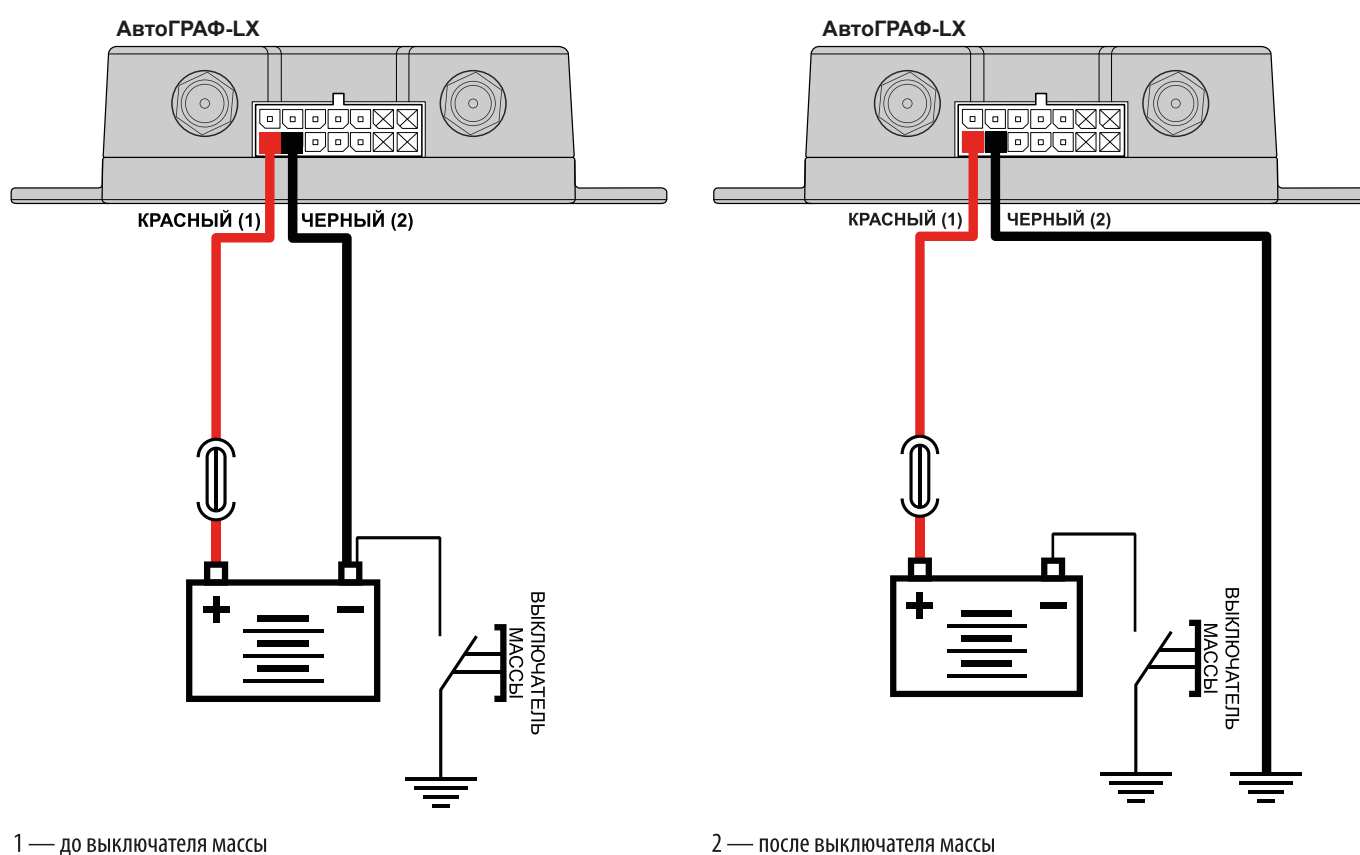 АвтоГРАФ-LX
КРАСНЫЙ (1)
ЧЕРНЫЙ (2)
+
−
ВЫКЛЮЧАТЕЛЬ
МАССЫ
1 — до выключателя массы
АвтоГРАФ-LX
КРАСНЫЙ (1)
ЧЕРНЫЙ (2)
+
−
ВЫКЛЮЧАТЕЛЬ
МАССЫ
2 — после выключателя массы